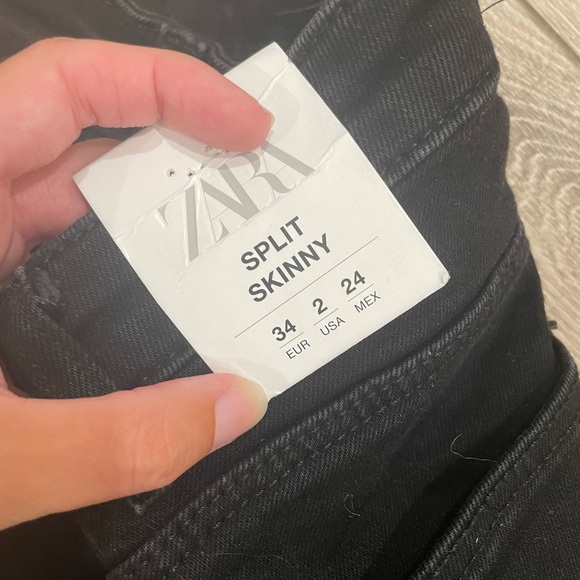 ZARA
SPLIT
SKINNY
34 2 24
EUR USA MEX